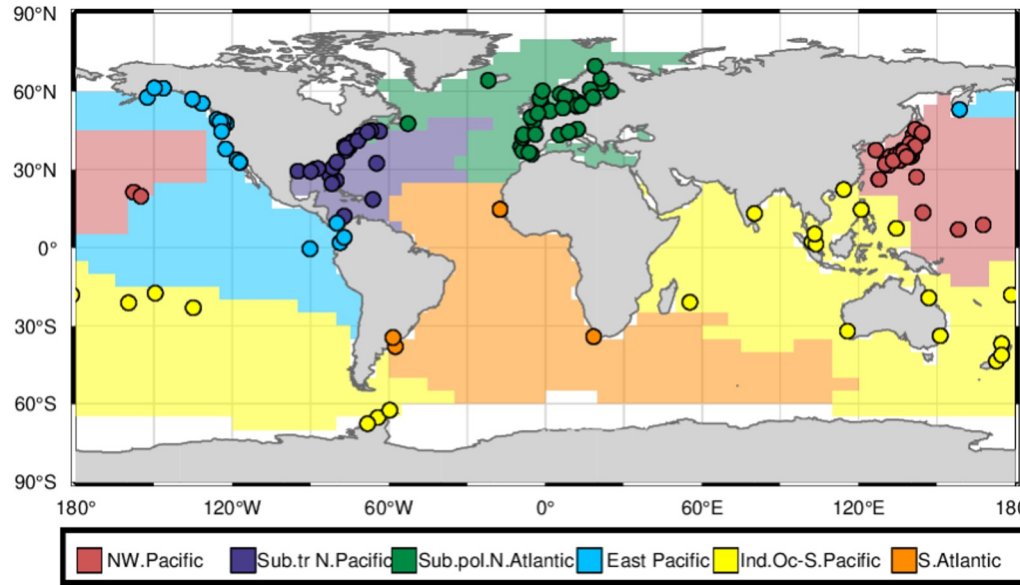 90°N
60°N
30°N
0°
30°S
60°S
90°S
180° 120°W 60°W 0° 60°E 120°E 180
NW.Pacific Sub.tr N.Pacific Sub.pol.N.Atlantic East Pacific Ind.Oc-S.Pacific S.Atlantic